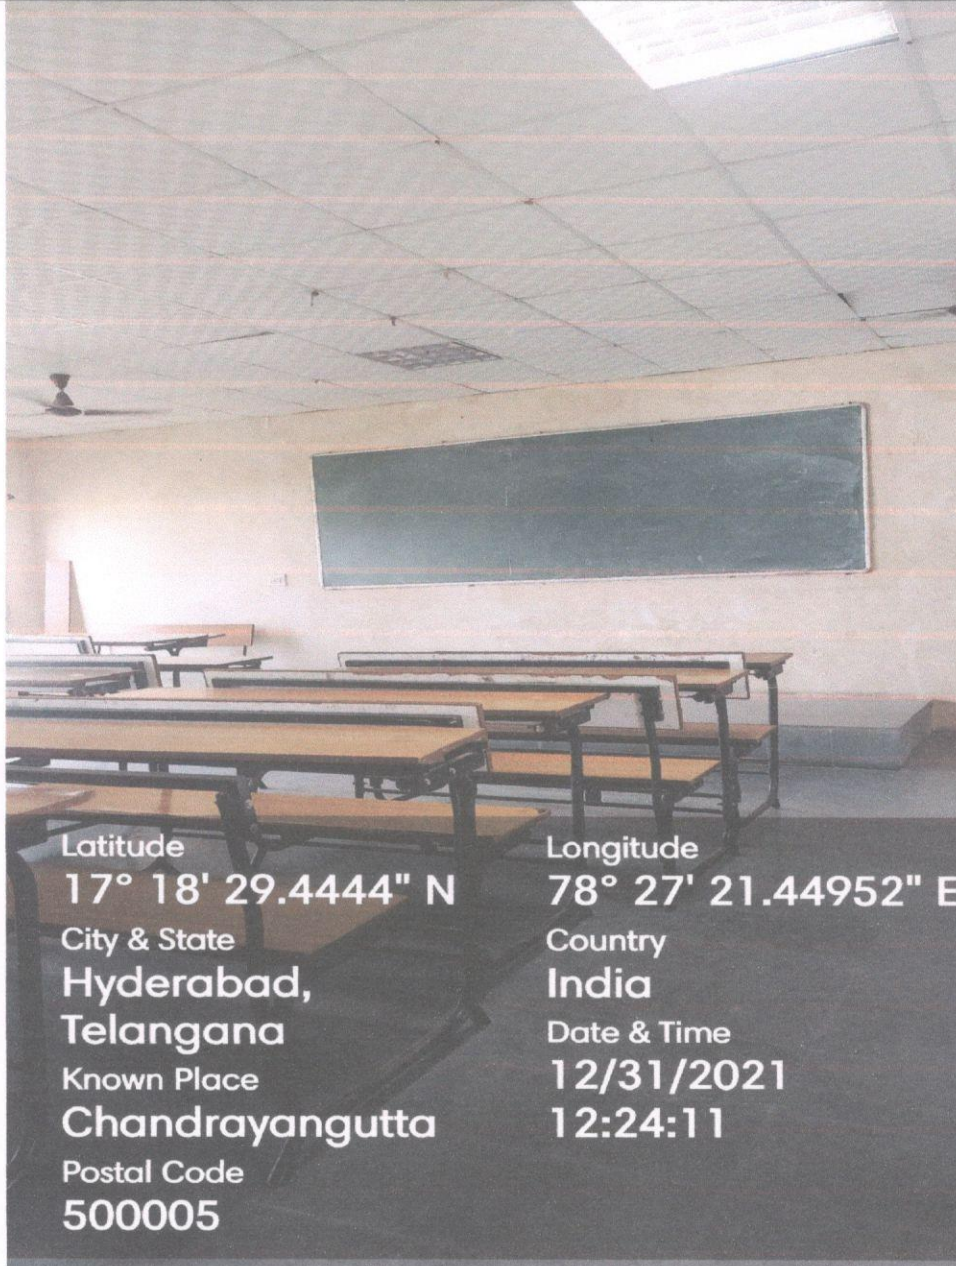 Latitude
17° 18' 29.4444" N
Longitude
78° 27' 21.44952" E
City & State
Hyderabad,
Telangana
Country
India
Known Place
Chandrayangutta
Date & Time
12/31/2021
12:24:11
Postal Code
500005